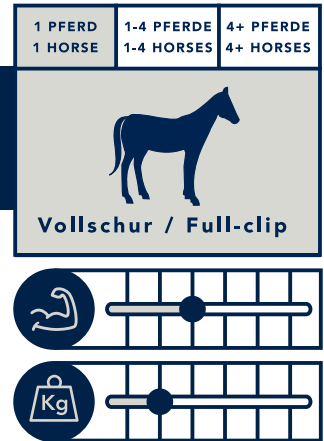 1 PFERD
1 HORSE
1-4 PFERDE
1-4 HORSES
4+ PFERDE
4+ HORSES
Vollschur / Full-clip
Kg